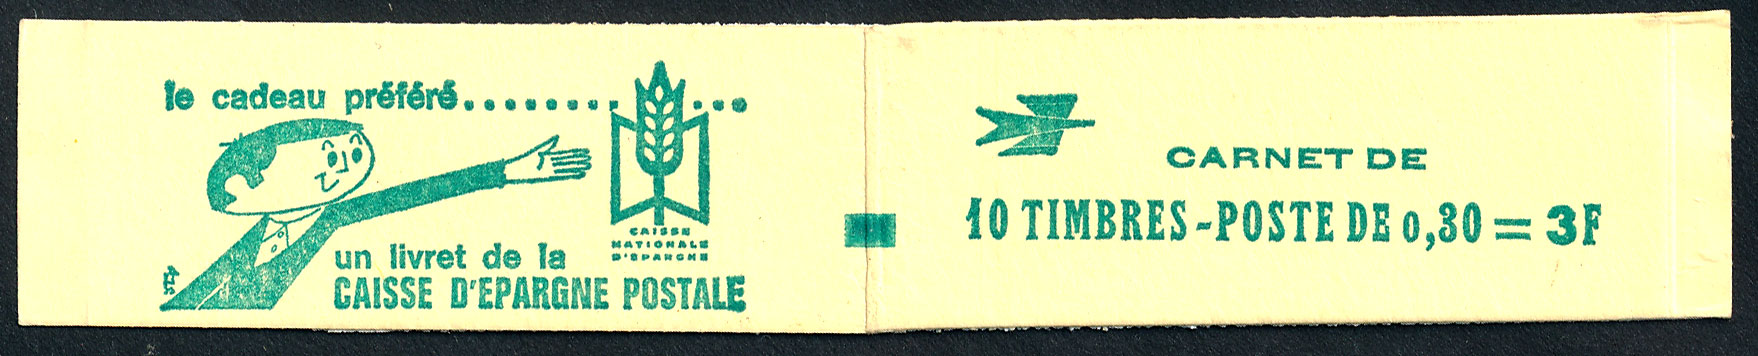 le cadeau préféré...........
CAISSE
NATIONALE
D'EPARGNE
un livret de la
CAISSE D'EPARGNE POSTALE
CARNET DE
10 TIMBRES-POSTE DE 0,30 = 3F